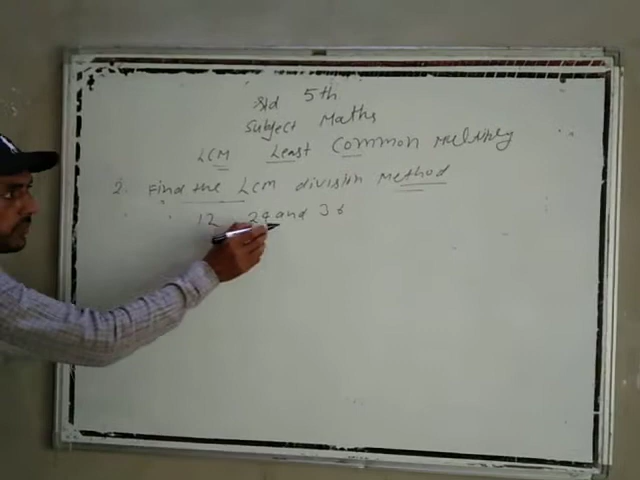 std 5th
Subject Maths
LCM Least Common Multiply
2. Find the LCM division Method
12 24 and 36